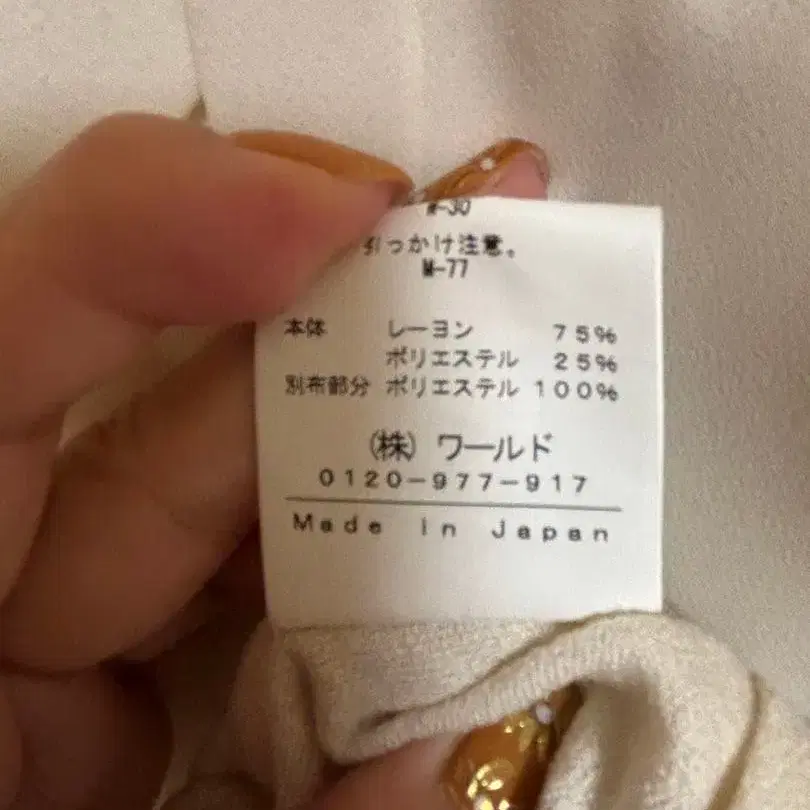 M-30
引っかけ注意。
M-77
本体 レーヨン 75%
ポリエステル 25%
別布部分 ポリエステル 100%
(株) ワールド
0120-977-917
Made in Japan